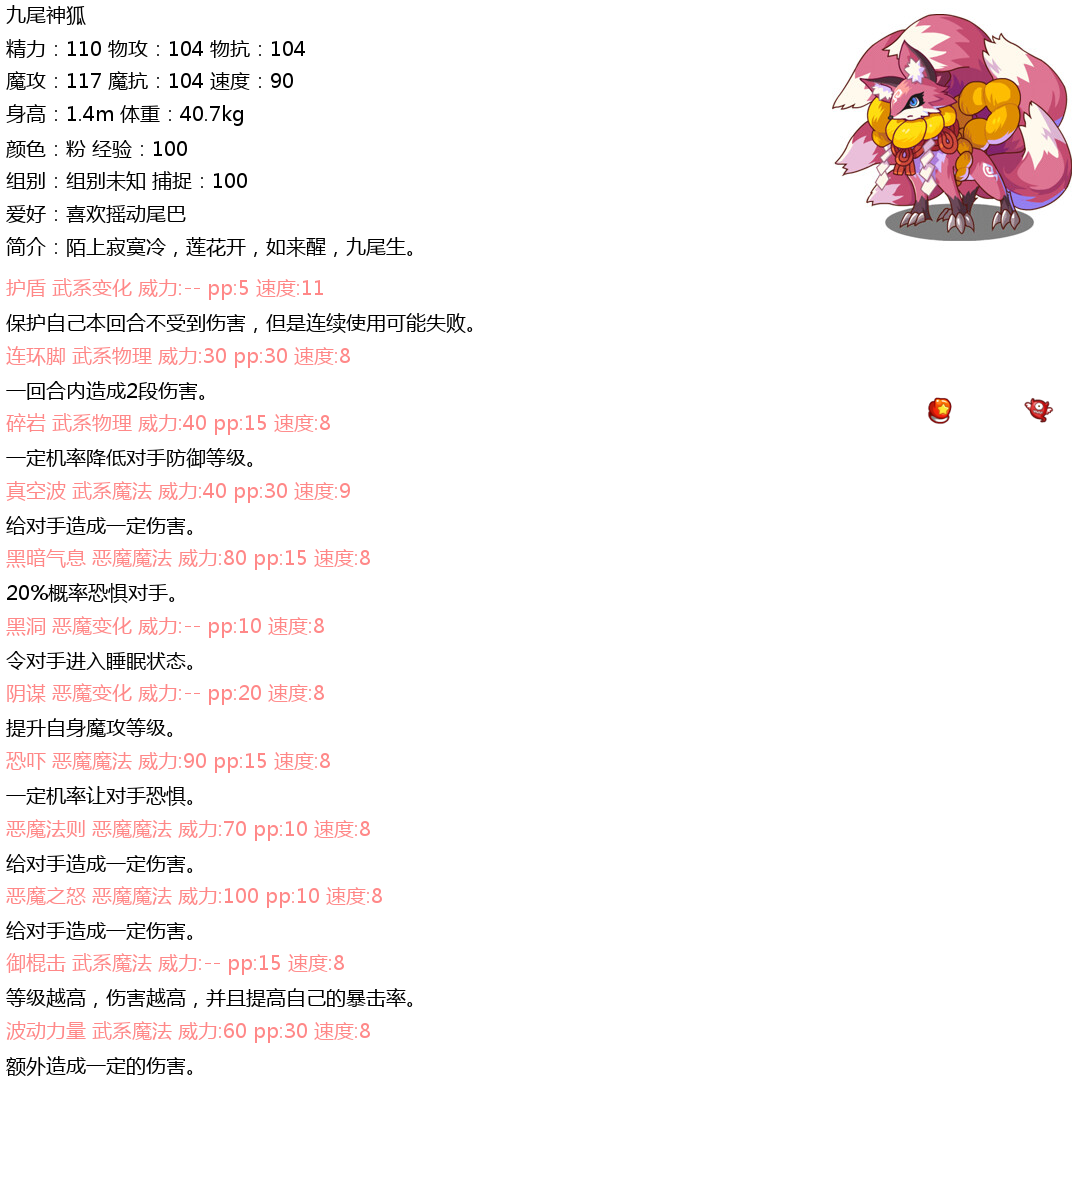 九尾神狐
精力：110 物攻：104 物抗：104
魔攻：117 魔抗：104 速度：90
身高：1.4m 体重：40.7kg
颜色：粉 经验：100
组别：组别未知 捕捉：100
爱好：喜欢摇动尾巴
简介：陌上寂寞冷，莲花开，如来醒，九尾生。
护盾 武系变化 威力:-- pp:5 速度:11
保护自己本回合不受到伤害，但是连续使用可能失败。
连环脚 武系物理 威力:30 pp:30 速度:8
一回合内造成2段伤害。
碎岩 武系物理 威力:40 pp:15 速度:8
一定机率降低对手防御等级。
真空波 武系魔法 威力:40 pp:30 速度:9
给对手造成一定伤害。
黑暗气息 恶魔魔法 威力:80 pp:15 速度:8
20%概率恐惧对手。
黑洞 恶魔变化 威力:-- pp:10 速度:8
令对手进入睡眠状态。
阴谋 恶魔变化 威力:-- pp:20 速度:8
提升自身魔攻等级。
恐吓 恶魔魔法 威力:90 pp:15 速度:8
一定机率让对手恐惧。
恶魔法则 恶魔魔法 威力:70 pp:10 速度:8
给对手造成一定伤害。
恶魔之怒 恶魔魔法 威力:100 pp:10 速度:8
给对手造成一定伤害。
御棍击 武系魔法 威力:-- pp:15 速度:8
等级越高，伤害越高，并且提高自己的暴击率。
波动力量 武系魔法 威力:60 pp:30 速度:8
额外造成一定的伤害。